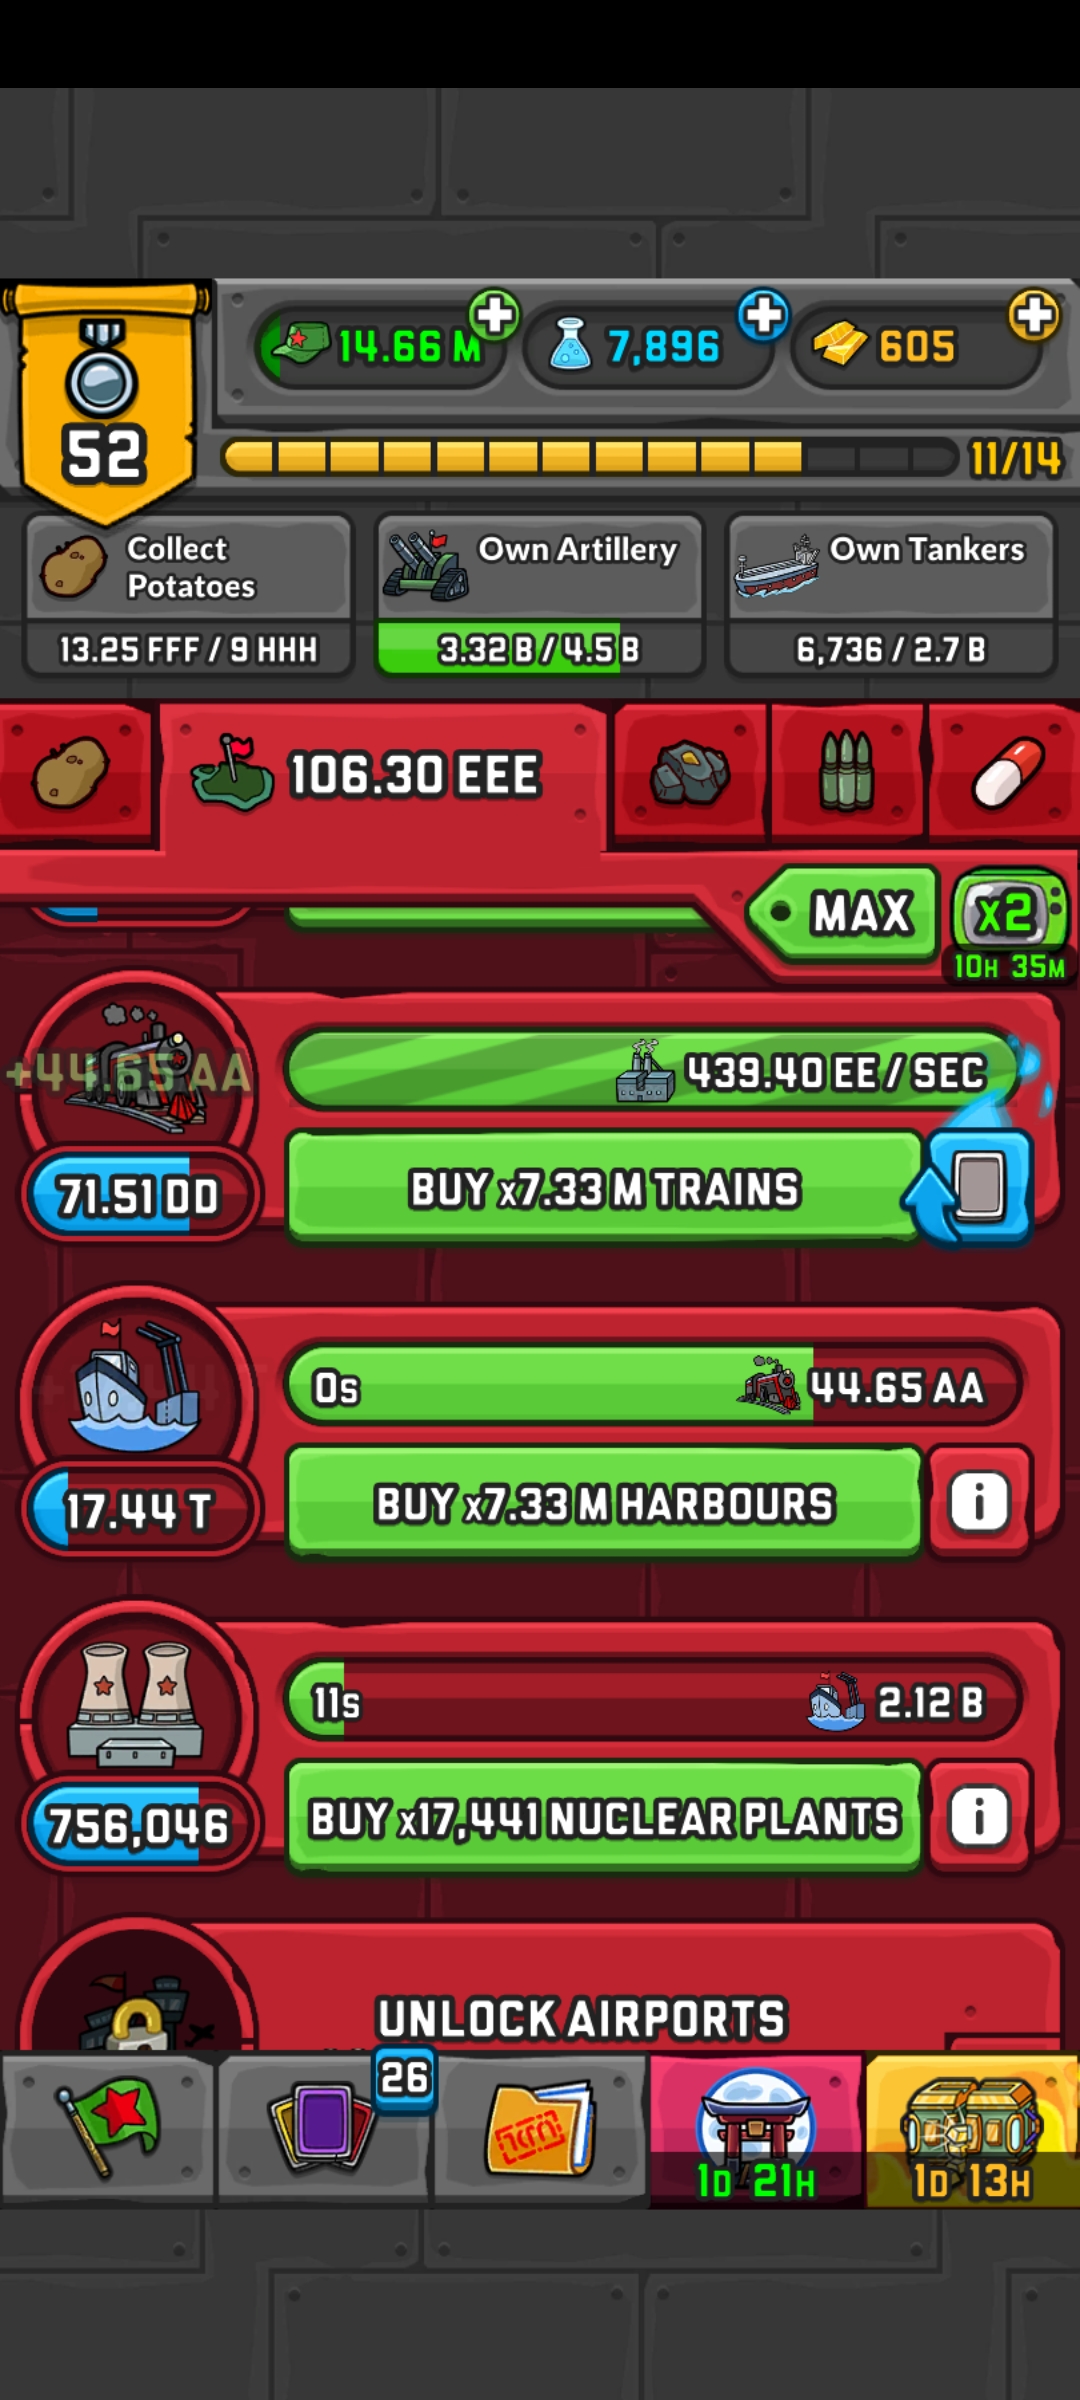 14.66 M
7,896
605
52
11/14
Collect
Potatoes
Own Artillery
Own Tankers
13.25 FFF / 9 HHH
3.32 B / 4.5 B
6,736 / 2.7 B
106.30 EEE
MAX
x2
10H 35M
+44.65 AA
439.40 EE / SEC
71.51 DD
BUY x7.33 M TRAINS
0s
44.65 AA
17.44 T
BUY x7.33 M HARBOURS
i
11s
2.12 B
756,046
BUY x17,441 NUCLEAR PLANTS
i
UNLOCK AIRPORTS
26
1D 21H
1D 13H